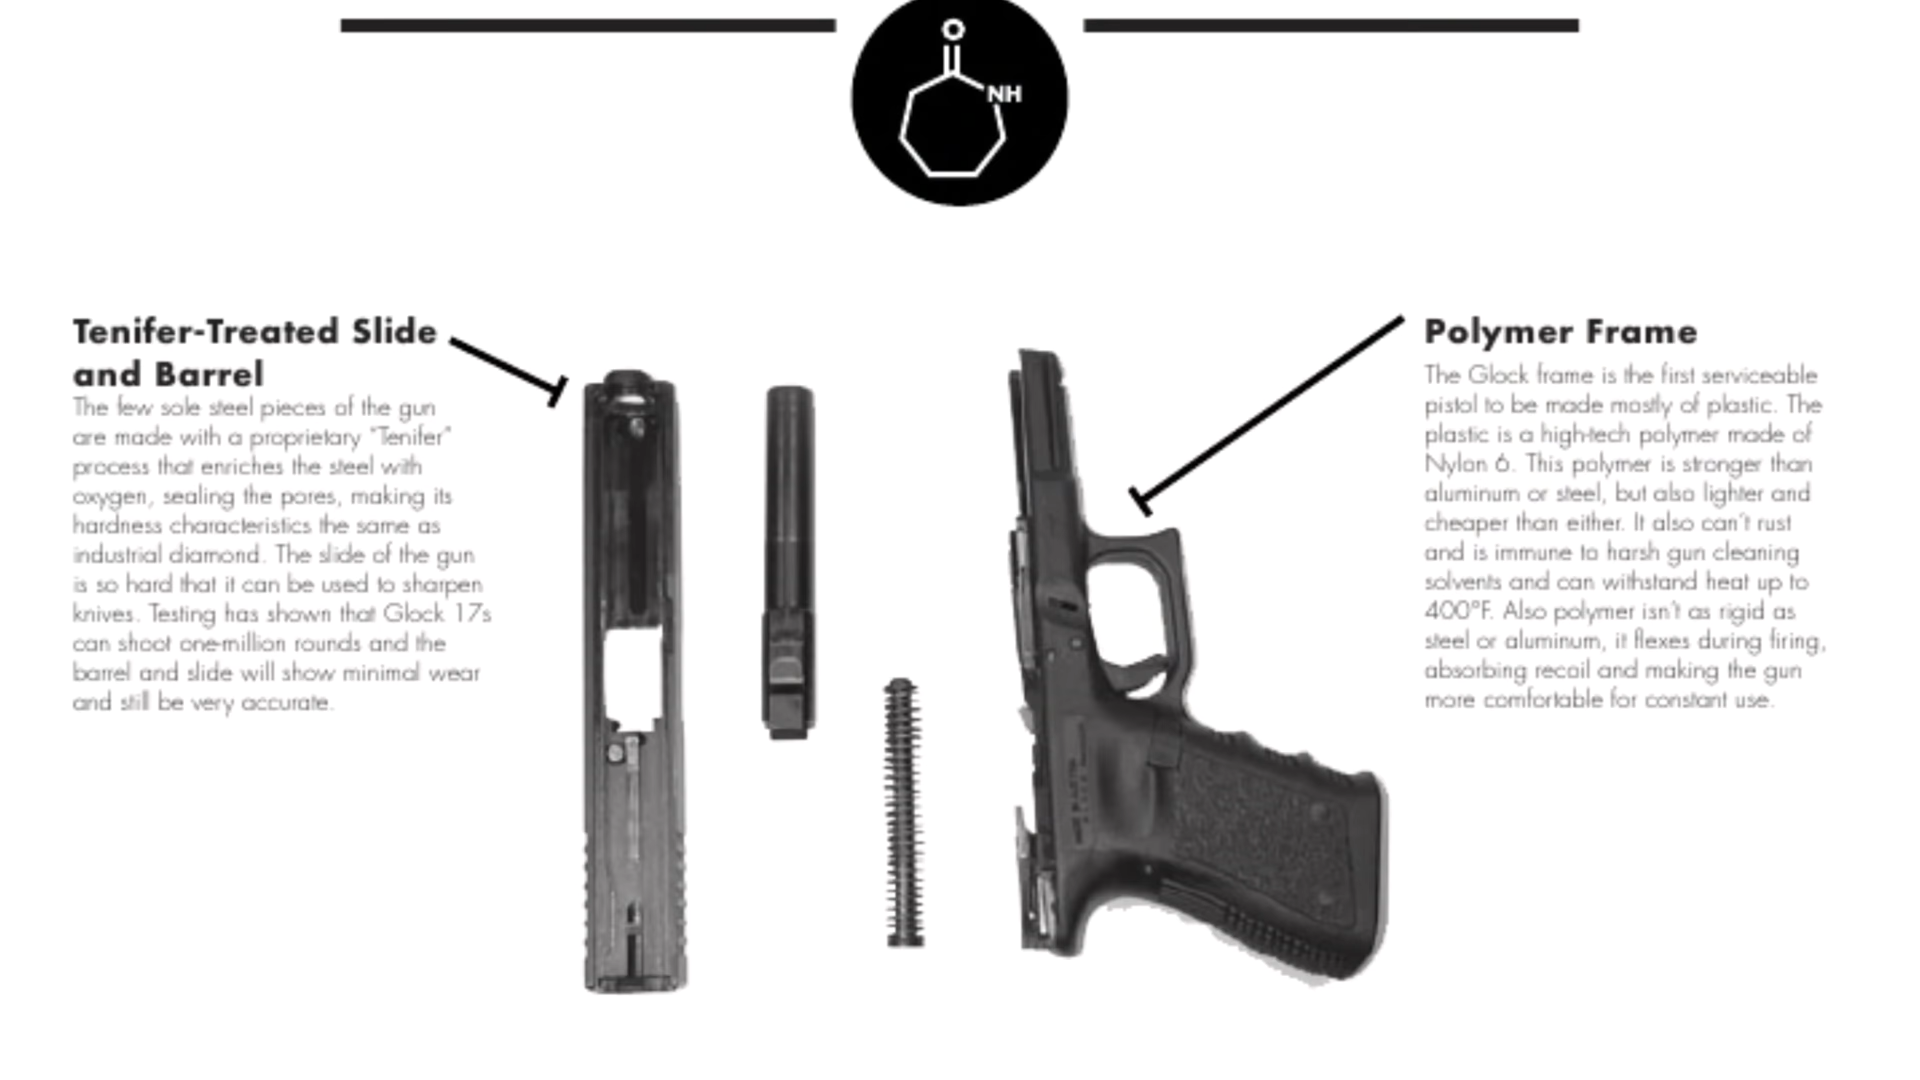 O
NH
Tenifer-Treated Slide
and Barrel
The few sole steel pieces of the gun
are made with a proprietary "Tenifer"
process that enriches the steel with
oxygen, sealing the pores, making its
hardness characteristics the same as
industrial diamond. The slide of the gun
is so hard that it can be used to sharpen
knives. Testing has shown that Glock 17s
can shoot one-million rounds and the
barrel and slide will show minimal wear
and still be very accurate.
Polymer Frame
The Glock frame is the first serviceable
pistol to be made mostly of plastic. The
plastic is a high-tech polymer made of
Nylon 6. This polymer is stronger than
aluminum or steel, but also lighter and
cheaper than either. It also can't rust
and is immune to harsh gun cleaning
solvents and can withstand heat up to
400°F. Also polymer isn't as rigid as
steel or aluminum, it flexes during firing,
absorbing recoil and making the gun
more comfortable for constant use.